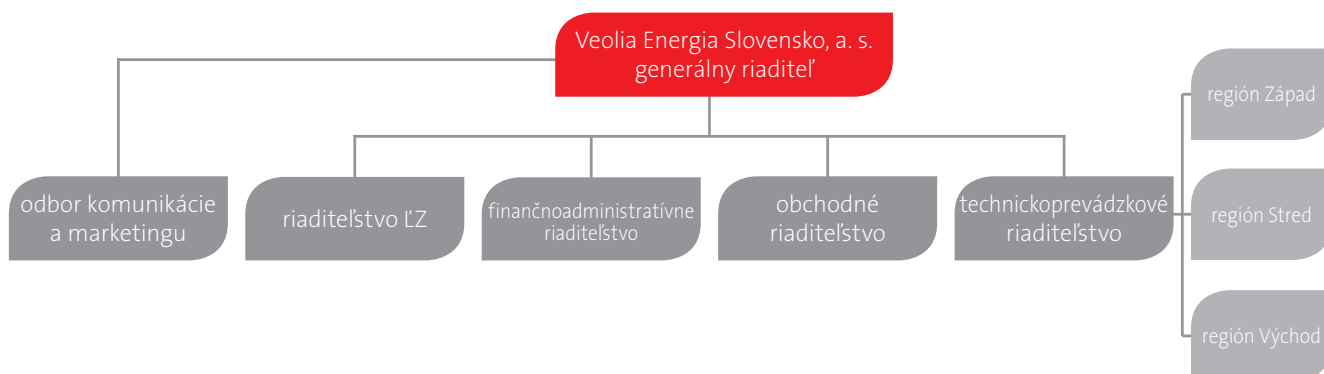 Veolia Energia Slovensko, a. s.
generálny riaditeľ
odbor komunikácie
a marketingu
riaditeľstvo ĽZ
finančnoadministratívne
riaditeľstvo
obchodné
riaditeľstvo
technickoprevádzkové
riaditeľstvo
región Západ
región Stred
región Východ